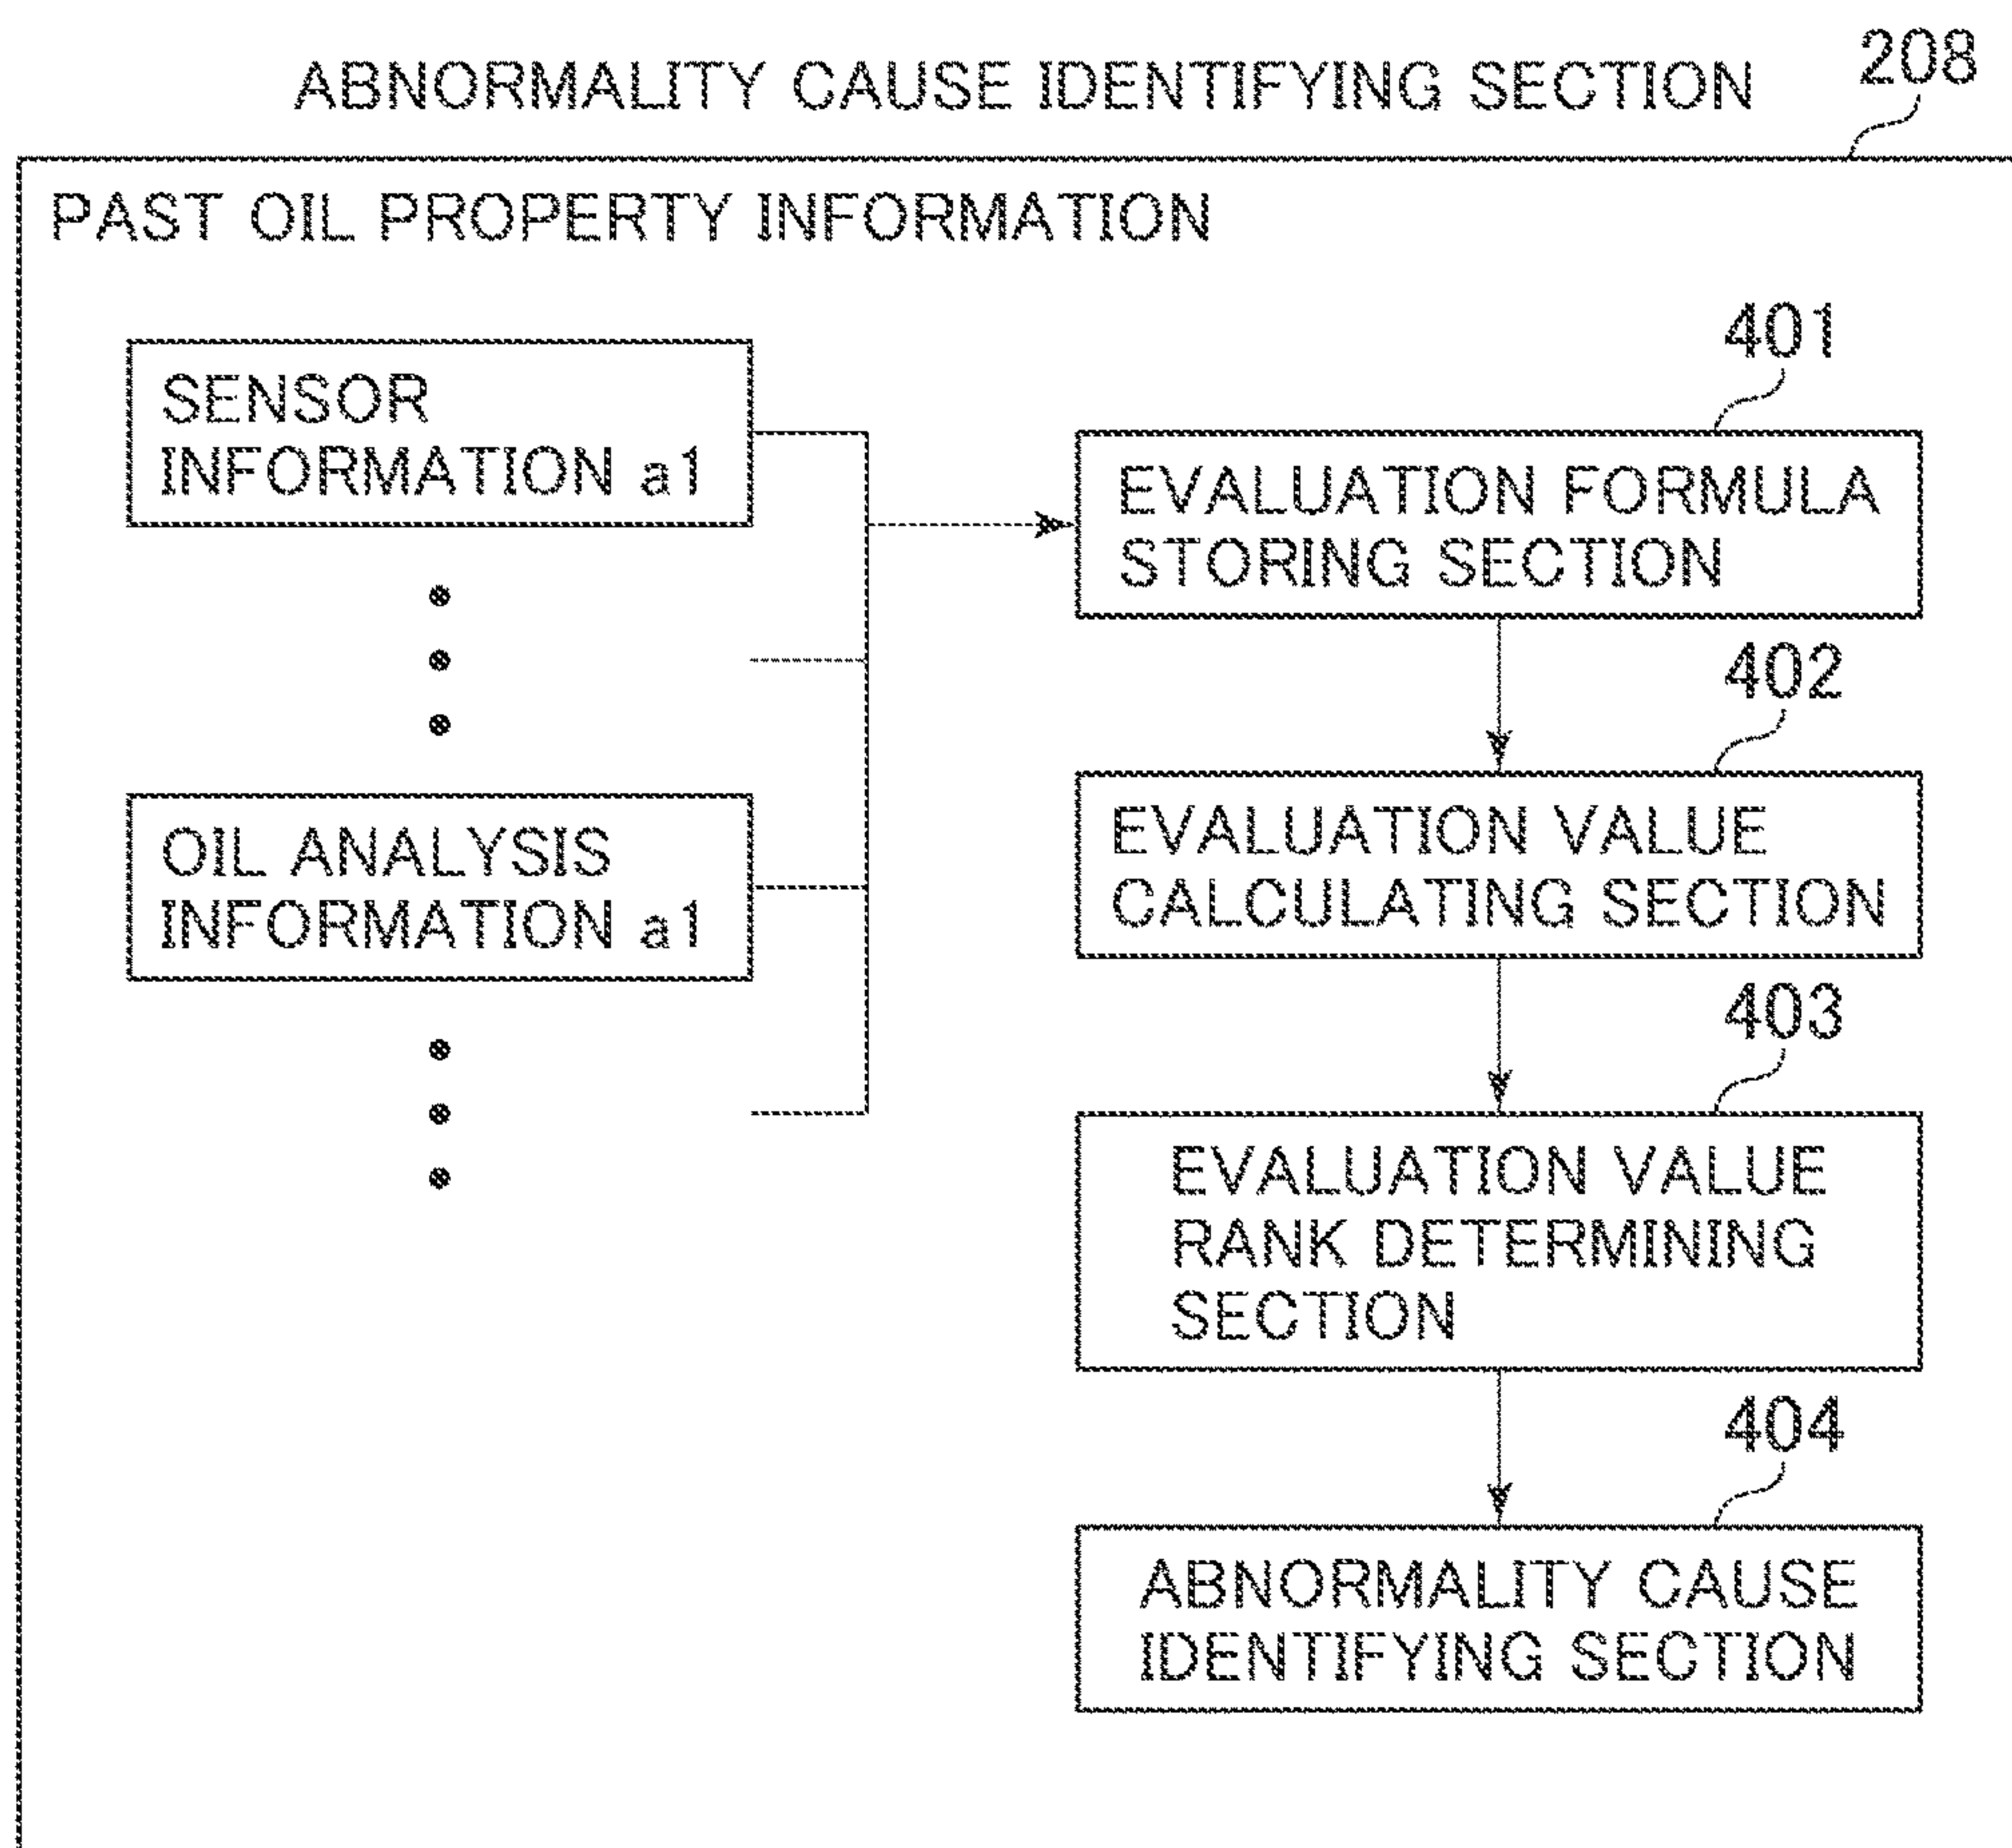 ABNORMALITY CAUSE IDENTIFYING SECTION
208
PAST OIL PROPERTY INFORMATION
SENSOR
INFORMATION a1
OIL ANALYSIS
INFORMATION a1
401
EVALUATION FORMULA
STORING SECTION
402
EVALUATION VALUE
CALCULATING SECTION
403
EVALUATION VALUE
RANK DETERMINING
SECTION
404
ABNORMALITY CAUSE
IDENTIFYING SECTION